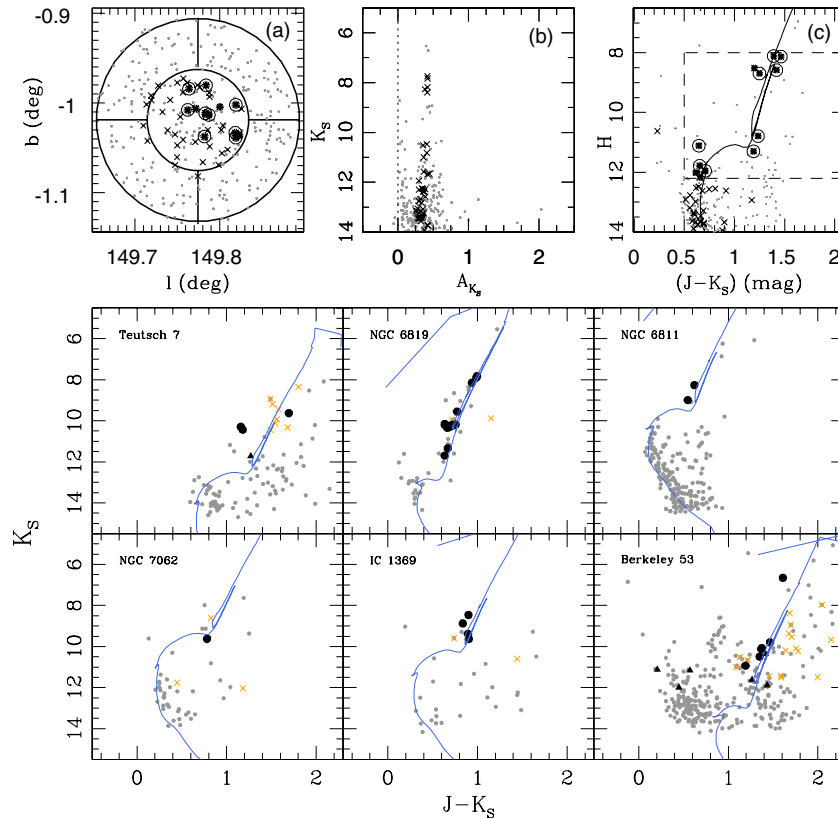 (a)
-0.9
-1
-1.1
b (deg)
149.7
149.8
l (deg)
(b)
6
8
10
12
14
K_S
0
1
2
A_{K_S}
(c)
6
8
10
12
14
H
0
0.5
1
1.5
2
(J−K_S) (mag)
Teutsch 7
NGC 6819
NGC 6811
6
8
10
12
14
K_S
NGC 7062
IC 1369
Berkeley 53
6
8
10
12
14
0
1
2
0
1
2
0
1
2
J−K_S